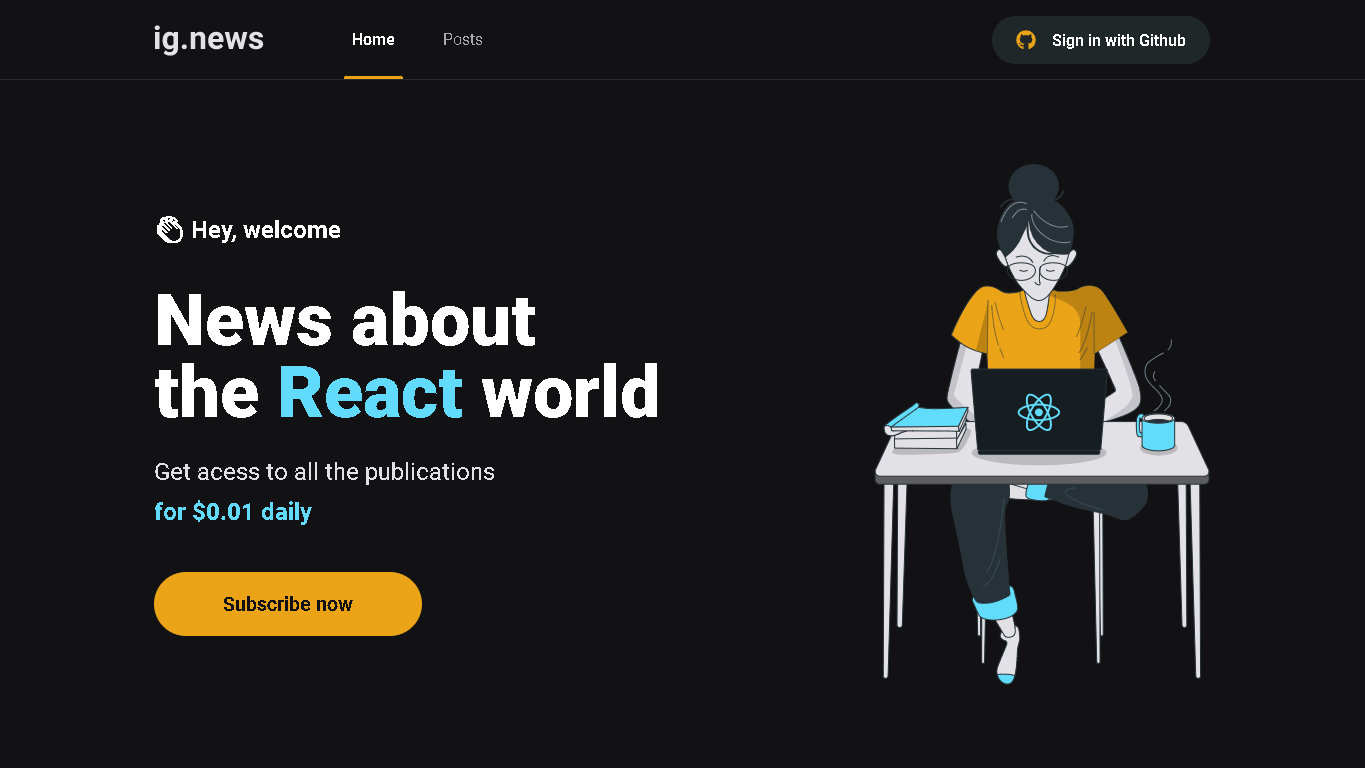 ig.news
Home
Posts
Sign in with Github
Hey, welcome
News about
the React world
Get acess to all the publications
for $0.01 daily
Subscribe now